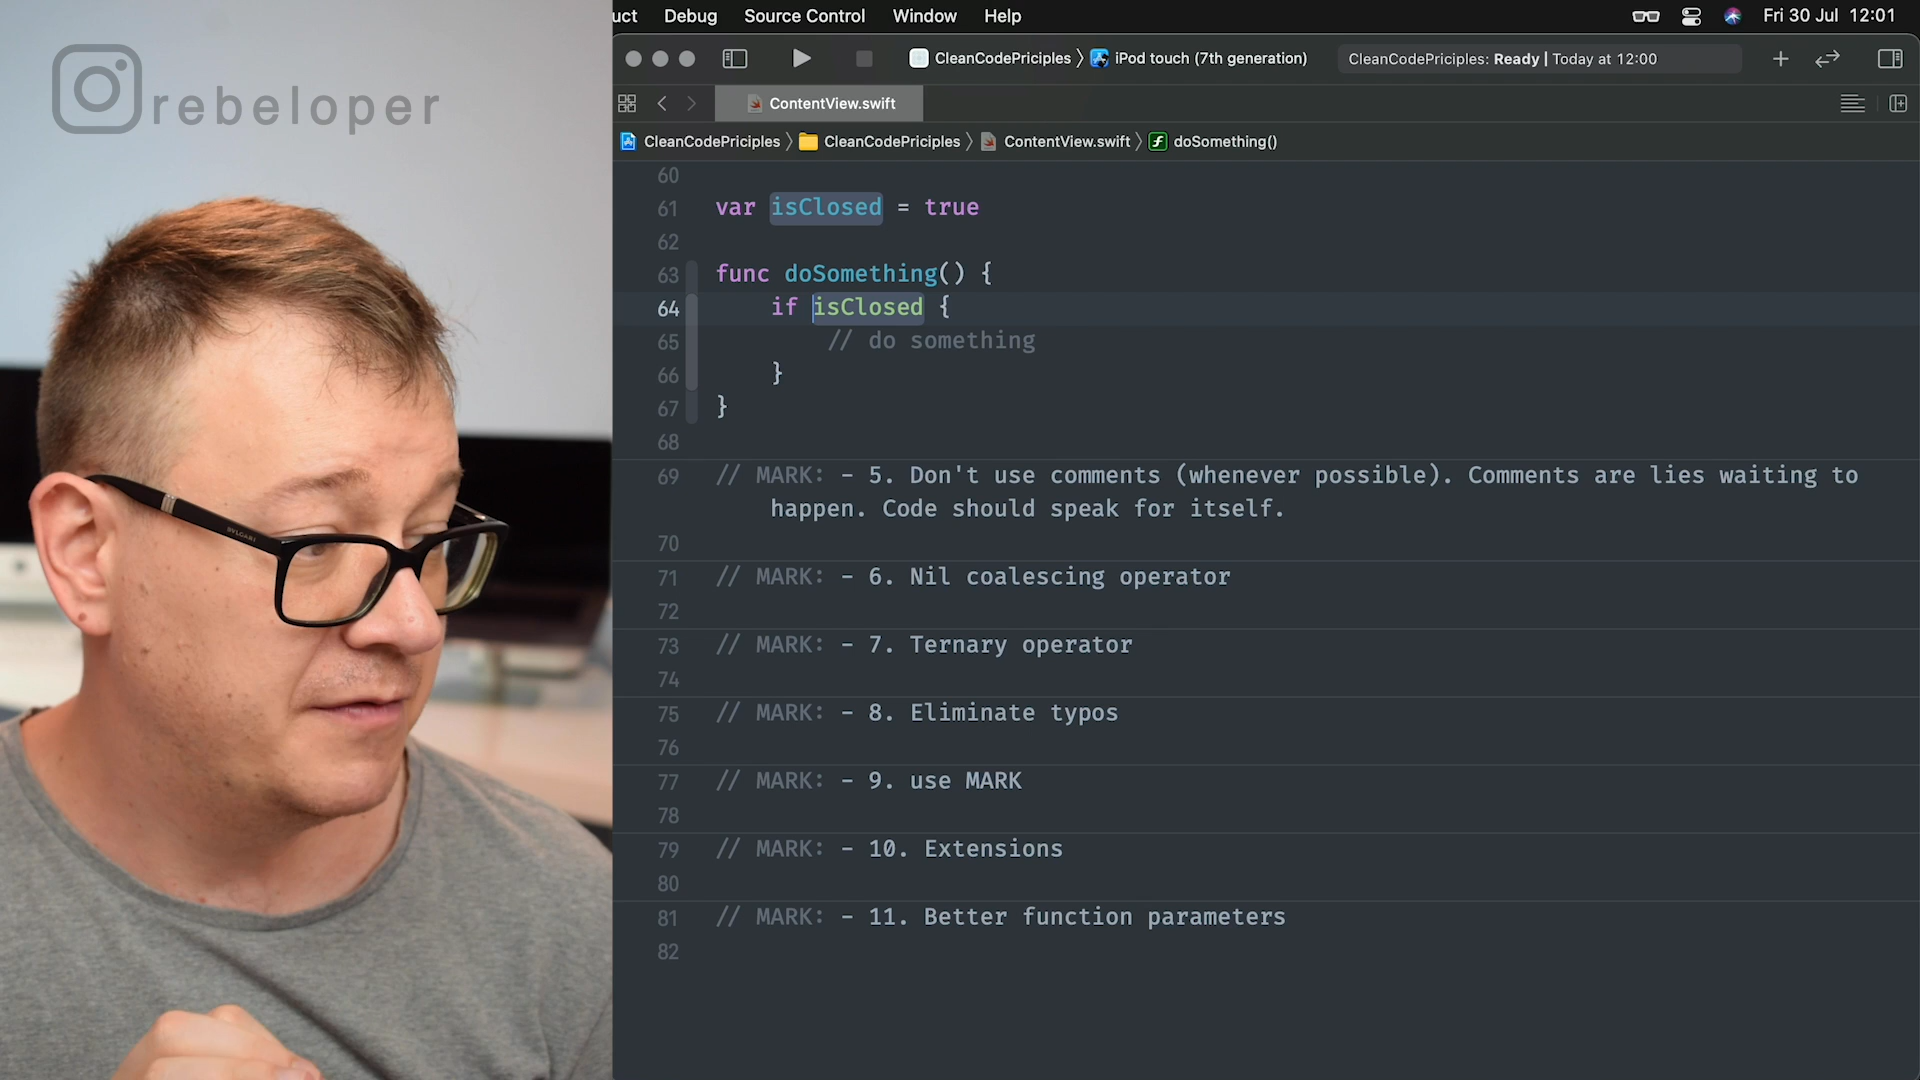 rebeloper
uct Debug Source Control Window Help Fri 30 Jul 12:01
CleanCodePriciples 〉 iPod touch (7th generation) CleanCodePriciples: Ready | Today at 12:00
ContentView.swift
CleanCodePriciples 〉 CleanCodePriciples 〉 ContentView.swift 〉 doSomething()
60
61 var isClosed = true
62
63 func doSomething() {
64 if isClosed {
65 // do something
66 }
67 }
68
69 // MARK: - 5. Don't use comments (whenever possible). Comments are lies waiting to
happen. Code should speak for itself.
70
71 // MARK: - 6. Nil coalescing operator
72
73 // MARK: - 7. Ternary operator
74
75 // MARK: - 8. Eliminate typos
76
77 // MARK: - 9. use MARK
78
79 // MARK: - 10. Extensions
80
81 // MARK: - 11. Better function parameters
82
BVLGARI